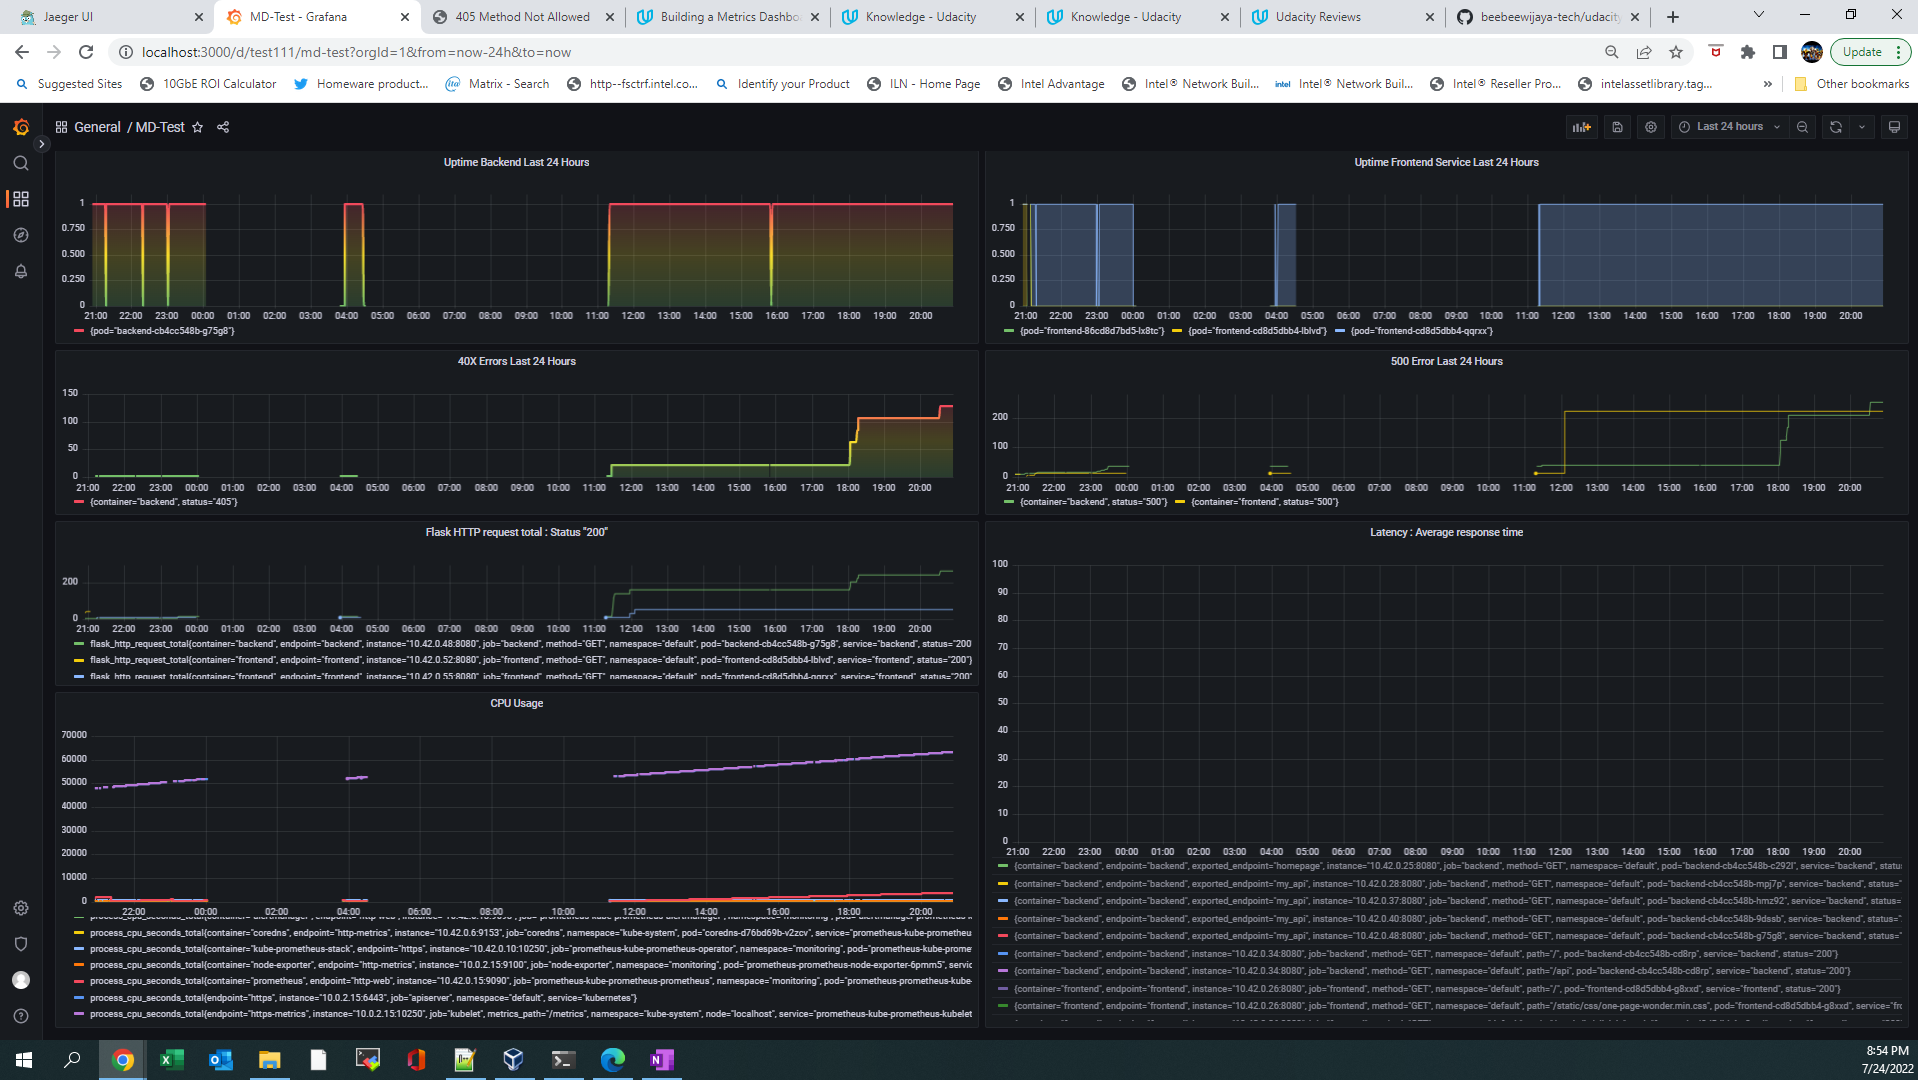 Jaeger UI
MD-Test - Grafana
405 Method Not Allowed
Building a Metrics Dashbo
Knowledge - Udacity
Knowledge - Udacity
Udacity Reviews
beebeewijaya-tech/udacity
localhost:3000/d/test111/md-test?orgId=1&from=now-24h&to=now
Update
Suggested Sites
10GbE ROI Calculator
Homeware product...
Matrix - Search
http--fsctrf.intel.co...
Identify your Product
ILN - Home Page
Intel Advantage
Intel® Network Buil...
intel
Intel® Network Buil...
Intel® Reseller Pro...
intelassetlibrary.tag...
»
Other bookmarks
General / MD-Test
Last 24 hours
Uptime Backend Last 24 Hours
1
0.750
0.500
0.250
0
21:00 22:00 23:00 00:00 01:00 02:00 03:00 04:00 05:00 06:00 07:00 08:00 09:00 10:00 11:00 12:00 13:00 14:00 15:00 16:00 17:00 18:00 19:00 20:00
{pod="backend-cb4cc548b-g75g8"}
Uptime Frontend Service Last 24 Hours
1
0.750
0.500
0.250
0
21:00 22:00 23:00 00:00 01:00 02:00 03:00 04:00 05:00 06:00 07:00 08:00 09:00 10:00 11:00 12:00 13:00 14:00 15:00 16:00 17:00 18:00 19:00 20:00
{pod="frontend-86cd8d7bd5-lx8tc"} {pod="frontend-cd8d5dbb4-lblvd"} {pod="frontend-cd8d5dbb4-qqrxx"}
40X Errors Last 24 Hours
150
100
50
0
21:00 22:00 23:00 00:00 01:00 02:00 03:00 04:00 05:00 06:00 07:00 08:00 09:00 10:00 11:00 12:00 13:00 14:00 15:00 16:00 17:00 18:00 19:00 20:00
{container="backend", status="405"}
500 Error Last 24 Hours
200
100
0
21:00 22:00 23:00 00:00 01:00 02:00 03:00 04:00 05:00 06:00 07:00 08:00 09:00 10:00 11:00 12:00 13:00 14:00 15:00 16:00 17:00 18:00 19:00 20:00
{container="backend", status="500"} {container="frontend", status="500"}
Flask HTTP request total : Status "200"
200
0
21:00 22:00 23:00 00:00 01:00 02:00 03:00 04:00 05:00 06:00 07:00 08:00 09:00 10:00 11:00 12:00 13:00 14:00 15:00 16:00 17:00 18:00 19:00 20:00
flask_http_request_total{container="backend", endpoint="backend", instance="10.42.0.48:8080", job="backend", method="GET", namespace="default", pod="backend-cb4cc548b-g75g8", service="backend", status="200
flask_http_request_total{container="frontend", endpoint="frontend", instance="10.42.0.52:8080", job="frontend", method="GET", namespace="default", pod="frontend-cd8d5dbb4-lblvd", service="frontend", status="200"}
flask_http_request_total{container="frontend", endpoint="frontend", instance="10.42.0.55:8080", job="frontend", method="GET", namespace="default", pod="frontend-cd8d5dbb4-qqrxx", service="frontend", status="200"
Latency : Average response time
100
90
80
70
60
50
40
30
20
10
0
21:00 22:00 23:00 00:00 01:00 02:00 03:00 04:00 05:00 06:00 07:00 08:00 09:00 10:00 11:00 12:00 13:00 14:00 15:00 16:00 17:00 18:00 19:00 20:00
{container="backend", endpoint="backend", exported_endpoint="homepage", instance="10.42.0.25:8080", job="backend", method="GET", namespace="default", pod="backend-cb4cc548b-c292l", service="backend", statu
{container="backend", endpoint="backend", exported_endpoint="my_api", instance="10.42.0.28:8080", job="backend", method="GET", namespace="default", pod="backend-cb4cc548b-mpj7p", service="backend", status="
{container="backend", endpoint="backend", exported_endpoint="my_api", instance="10.42.0.37:8080", job="backend", method="GET", namespace="default", pod="backend-cb4cc548b-hmz92", service="backend", status=
{container="backend", endpoint="backend", exported_endpoint="my_api", instance="10.42.0.40:8080", job="backend", method="GET", namespace="default", pod="backend-cb4cc548b-9dssb", service="backend", status="
{container="backend", endpoint="backend", exported_endpoint="my_api", instance="10.42.0.48:8080", job="backend", method="GET", namespace="default", pod="backend-cb4cc548b-g75g8", service="backend", status="
{container="backend", endpoint="backend", instance="10.42.0.34:8080", job="backend", method="GET", namespace="default", path="/", pod="backend-cb4cc548b-cd8rp", service="backend", status="200"}
{container="backend", endpoint="backend", instance="10.42.0.34:8080", job="backend", method="GET", namespace="default", path="/api", pod="backend-cb4cc548b-cd8rp", service="backend", status="200"}
{container="frontend", endpoint="frontend", instance="10.42.0.26:8080", job="frontend", method="GET", namespace="default", path="/", pod="frontend-cd8d5dbb4-g8xxd", service="frontend", status="200"}
{container="frontend", endpoint="frontend", instance="10.42.0.26:8080", job="frontend", method="GET", namespace="default", path="/static/css/one-page-wonder.min.css", pod="frontend-cd8d5dbb4-g8xxd", service="fro
CPU Usage
70000
60000
50000
40000
30000
20000
10000
0
22:00 00:00 02:00 04:00 06:00 08:00 10:00 12:00 14:00 16:00 18:00 20:00
process_cpu_seconds_total{container="coredns", endpoint="http-metrics", instance="10.42.0.6:9153", job="coredns", namespace="kube-system", pod="coredns-d76bd69b-v2zcv", service="prometheus-kube-prometheu
process_cpu_seconds_total{container="kube-prometheus-stack", endpoint="https", instance="10.42.0.10:10250", job="prometheus-kube-prometheus-operator", namespace="monitoring", pod="prometheus-kube-prome
process_cpu_seconds_total{container="node-exporter", endpoint="http-metrics", instance="10.0.2.15:9100", job="node-exporter", namespace="monitoring", pod="prometheus-prometheus-node-exporter-6pmm5", servic
process_cpu_seconds_total{container="prometheus", endpoint="http-web", instance="10.42.0.15:9090", job="prometheus-kube-prometheus-prometheus", namespace="monitoring", pod="prometheus-prometheus-kube-
process_cpu_seconds_total{endpoint="https", instance="10.0.2.15:6443", job="apiserver", namespace="default", service="kubernetes"}
process_cpu_seconds_total{endpoint="https-metrics", instance="10.0.2.15:10250", job="kubelet", metrics_path="/metrics", namespace="kube-system", node="localhost", service="prometheus-kube-prometheus-kubelet
8:54 PM
7/24/2022